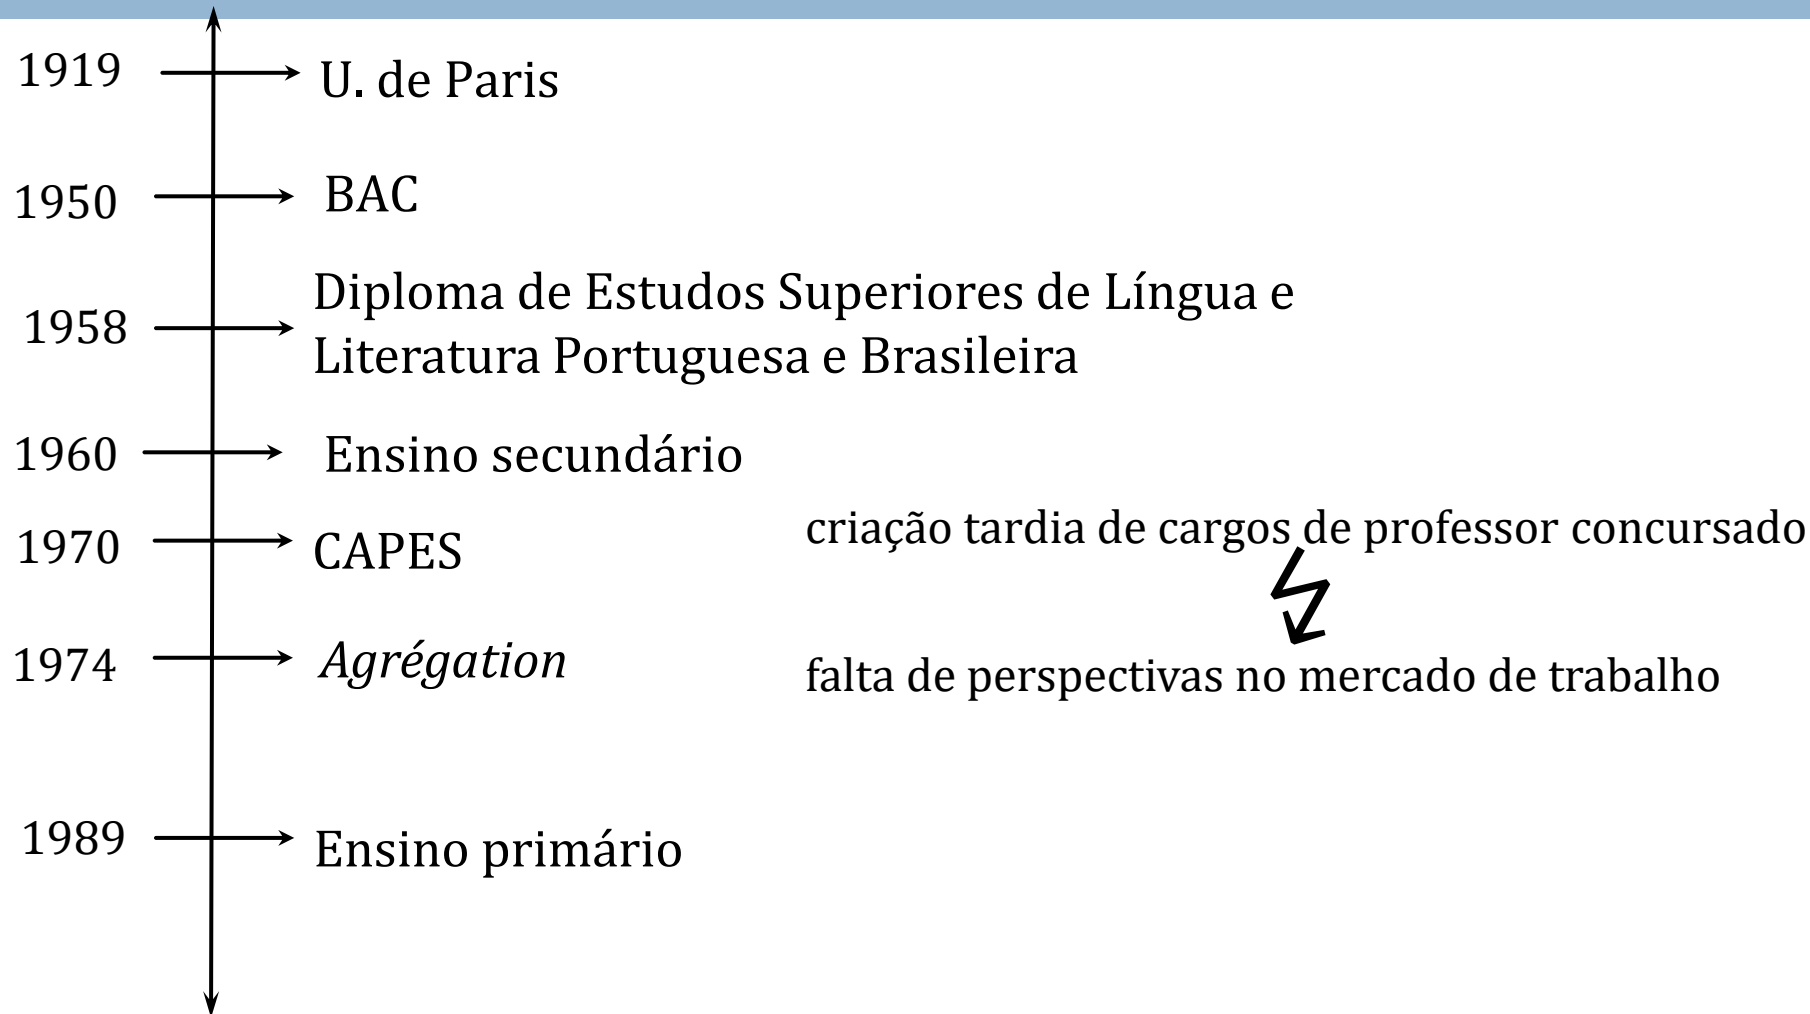 1919
U. de Paris
1950
BAC
1958
Diploma de Estudos Superiores de Língua e
Literatura Portuguesa e Brasileira
1960
Ensino secundário
1970
CAPES
criação tardia de cargos de professor concursado
1974
Agrégation
falta de perspectivas no mercado de trabalho
1989
Ensino primário